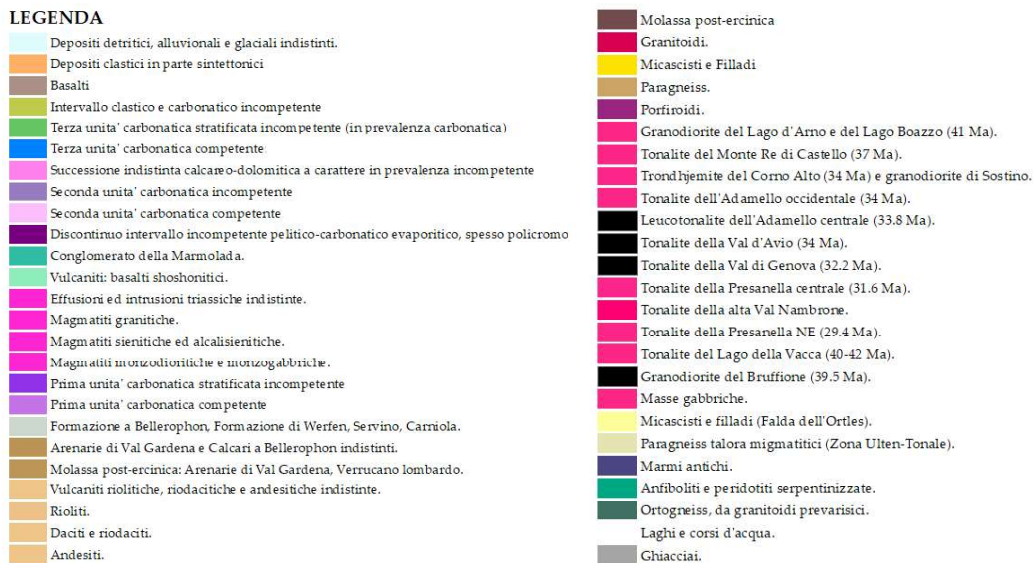 LEGENDA
Depositi detritici, alluvionali e glaciali indistinti.
Depositi clastici in parte sintettonici
Basalti
Intervallo clastico e carbonatico incompetente
Terza unita' carbonatica stratificata incompetente (in prevalenza carbonatica)
Terza unita' carbonatica competente
Successione indistinta calcareo-dolomitica a carattere in prevalenza incompetente
Seconda unita' carbonatica incompetente
Seconda unita' carbonatica competente
Discontinuo intervallo incompetente pelitico-carbonatico evaporitico, spesso policromo
Conglomerato della Marmolada.
Vulcaniti: basalti shoshonitici.
Effusioni ed intrusioni triassiche indistinte.
Magmatiti granitiche.
Magmatiti sienitiche ed alcalisienitiche.
Magmatiti monzodioritiche e monzogabbriche.
Prima unita' carbonatica stratificata incompetente
Prima unita' carbonatica competente
Formazione a Bellerophon, Formazione di Werfen, Servino, Carniola.
Arenarie di Val Gardena e Calcari a Bellerophon indistinti.
Molassa post-ercinica: Arenarie di Val Gardena, Verrucano lombardo.
Vulcaniti riolitiche, riodacitiche e andesitiche indistinte.
Rioliti.
Daciti e riodaciti.
Andesiti.
Molassa post-ercinica
Granitoidi.
Micascisti e Filladi
Paragneiss.
Porfiroidi.
Granodiorite del Lago d'Arno e del Lago Boazzo (41 Ma).
Tonalite del Monte Re di Castello (37 Ma).
Trondhjemite del Corno Alto (34 Ma) e granodiorite di Sostino.
Tonalite dell'Adamello occidentale (34 Ma).
Leucotonalite dell'Adamello centrale (33.8 Ma).
Tonalite della Val d'Avio (34 Ma).
Tonalite della Val di Genova (32.2 Ma).
Tonalite della Presanella centrale (31.6 Ma).
Tonalite della alta Val Nambrone.
Tonalite della Presanella NE (29.4 Ma).
Tonalite del Lago della Vacca (40-42 Ma).
Granodiorite del Bruffione (39.5 Ma).
Masse gabbriche.
Micascisti e filladi (Falda dell'Ortles).
Paragneiss talora migmatitici (Zona Ulten-Tonale).
Marmi antichi.
Anfiboliti e peridotiti serpentinizzate.
Ortogneiss, da granitoidi prevarisici.
Laghi e corsi d'acqua.
Ghiacciai.